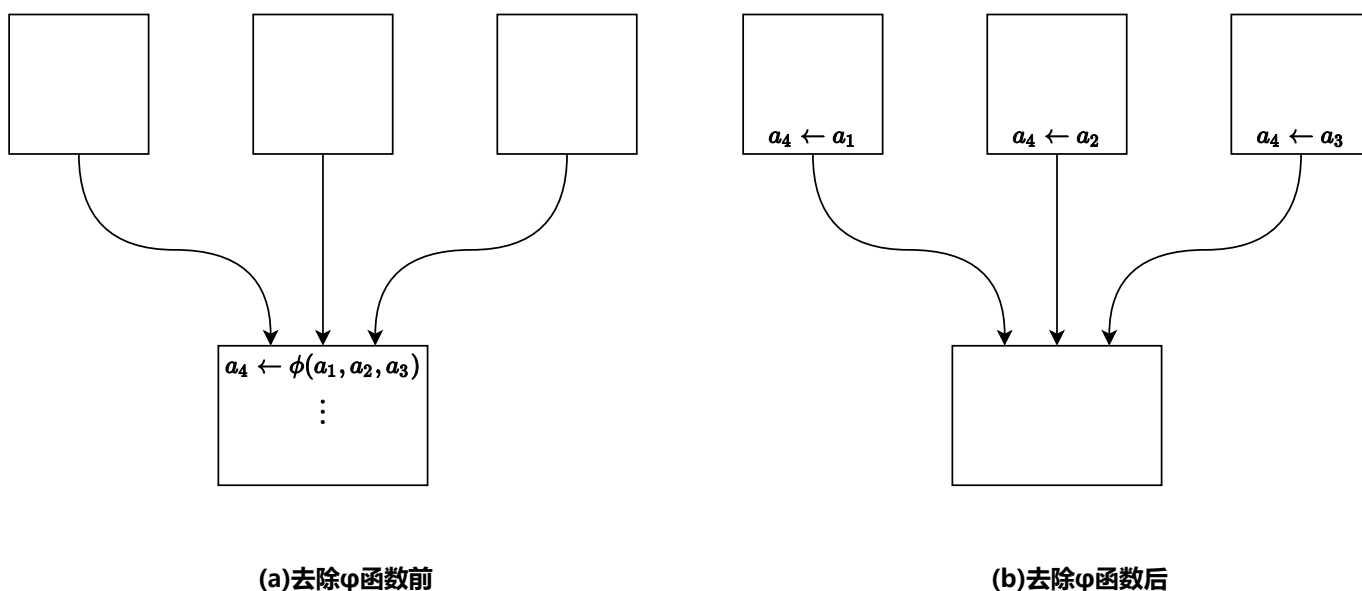 a₄ ← a₁
a₄ ← a₂
a₄ ← a₃
a₄ ← ϕ(a₁, a₂, a₃)
⋮
(a)去除φ函数前
(b)去除φ函数后